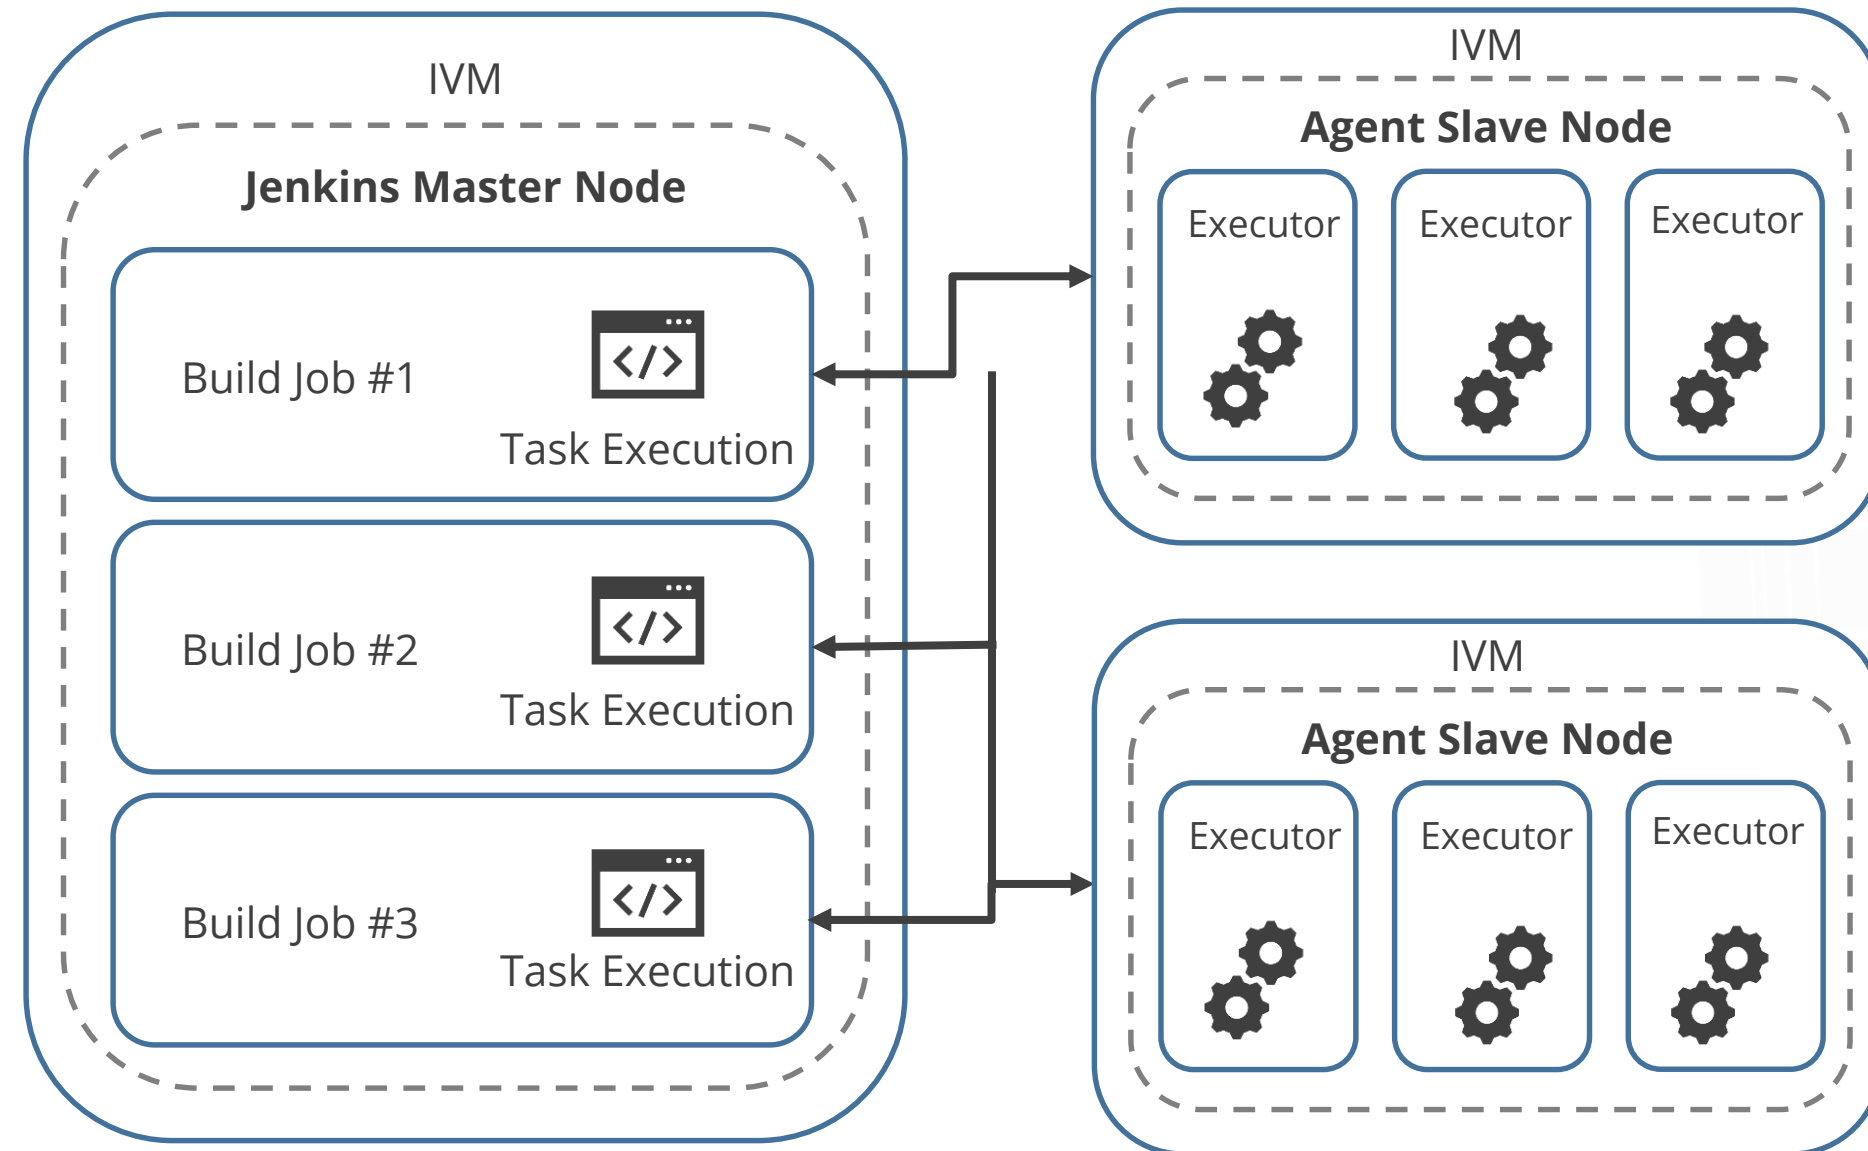 IVM
Jenkins Master Node
Build Job #1
</>
Task Execution
Build Job #2
</>
Task Execution
Build Job #3
</>
Task Execution
IVM
Agent Slave Node
Executor
Executor
Executor
IVM
Agent Slave Node
Executor
Executor
Executor